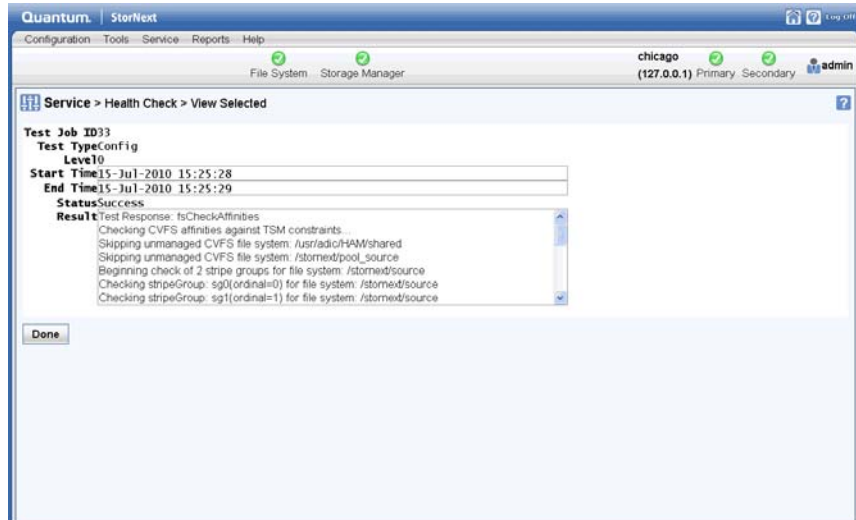 Quantum. StorNext Log Off
Configuration Tools Service Reports Help
File System Storage Manager
chicago
(127.0.0.1) Primary Secondary admin
Service > Health Check > View Selected
Test Job ID33
Test TypeConfig
Level0
Start Time15-Jul-2010 15:25:28
End Time15-Jul-2010 15:25:29
StatusSuccess
ResultTest Response: fsCheckAffinities
Checking CVFS affinities against TSM constraints...
Skipping unmanaged CVFS file system: /usr/adic/HAM/shared
Skipping unmanaged CVFS file system: /stornext/pool_source
Beginning check of 2 stripe groups for file system: /stornext/source
Checking stripeGroup: sg0(ordinal=0) for file system: /stornext/source
Checking stripeGroup: sg1(ordinal=1) for file system: /stornext/source
Done